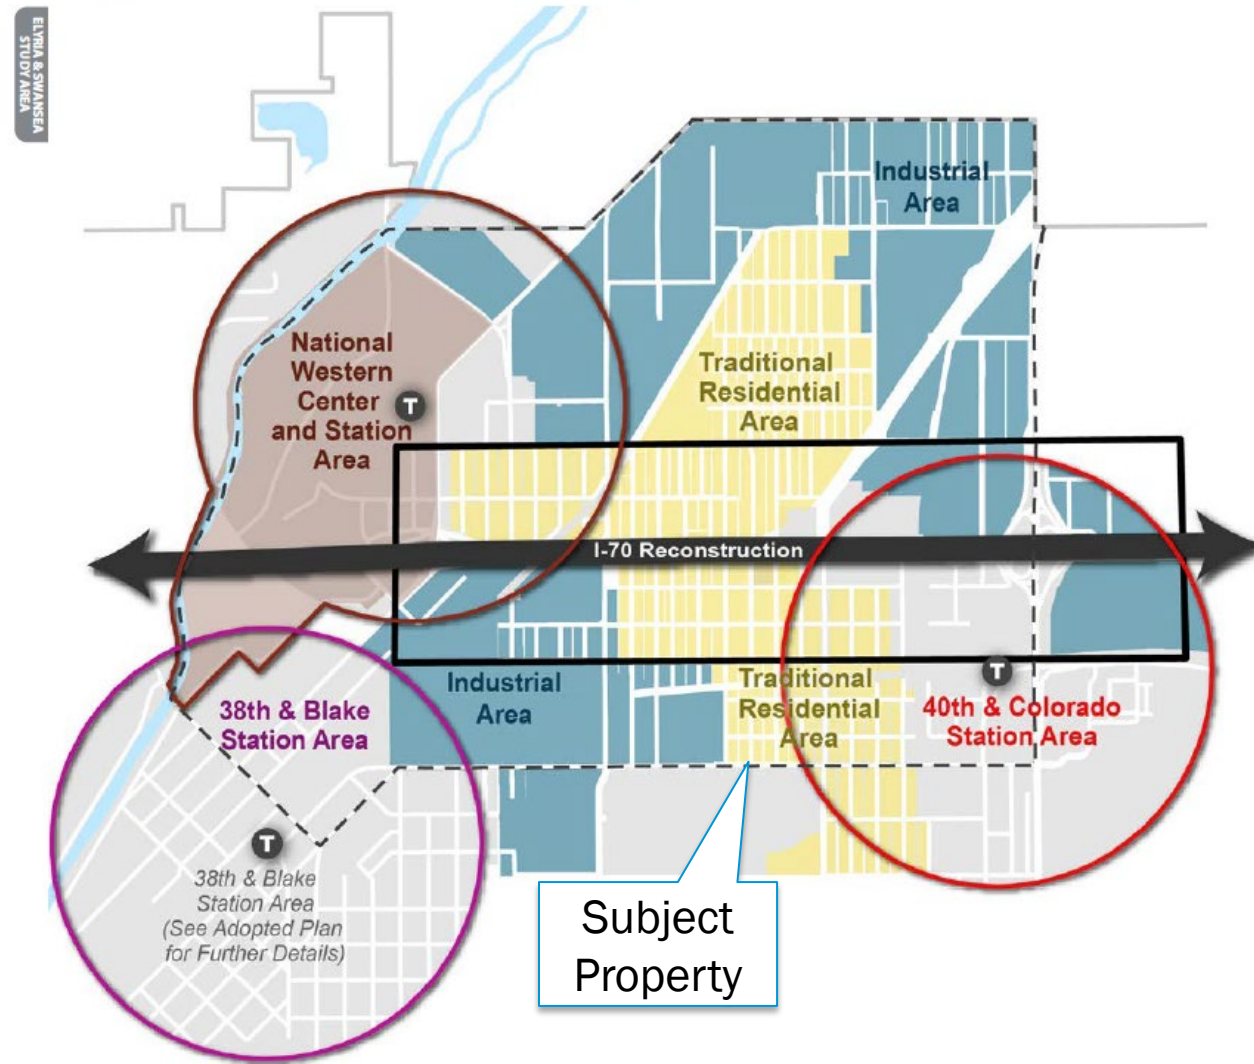 ELYRIA & SWANSEA
STUDY AREA
Industrial
Area
National
Western
Center
and Station
Area
T
Traditional
Residential
Area
I-70 Reconstruction
Industrial
Area
Traditional
Residential
Area
T
40th & Colorado
Station Area
38th & Blake
Station Area
T
38th & Blake
Station Area
(See Adopted Plan
for Further Details)
Subject
Property